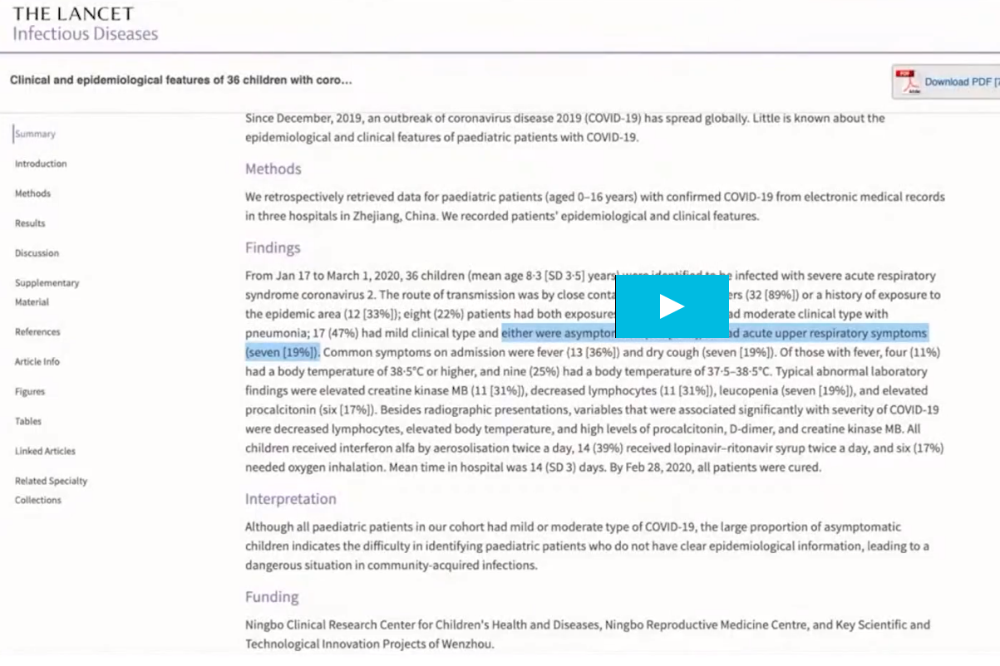 THE LANCET
Infectious Diseases
Clinical and epidemiological features of 36 children with coro...
Download PDF
Summary
Introduction
Methods
Results
Discussion
Supplementary
Material
References
Article Info
Figures
Tables
Linked Articles
Related Specialty
Collections
Since December, 2019, an outbreak of coronavirus disease 2019 (COVID-19) has spread globally. Little is known about the
epidemiological and clinical features of paediatric patients with COVID-19.
Methods
We retrospectively retrieved data for paediatric patients (aged 0–16 years) with confirmed COVID-19 from electronic medical records
in three hospitals in Zhejiang, China. We recorded patients' epidemiological and clinical features.
Findings
From Jan 17 to March 1, 2020, 36 children (mean age 8·3 [SD 3·5] years) were identified to be infected with severe acute respiratory
syndrome coronavirus 2. The route of transmission was by close (32 [89%]) or a history of exposure to
the epidemic area (12 [33%]); eight (22%) patients had both moderate clinical type with
pneumonia; 17 (47%) had mild clinical type and either were acute upper respiratory symptoms
(seven [19%]). Common symptoms on admission were fever (13 [36%]) and dry cough (seven [19%]). Of those with fever, four (11%)
had a body temperature of 38·5°C or higher, and nine (25%) had a body temperature of 37·5–38·5°C. Typical abnormal laboratory
findings were elevated creatine kinase MB (11 [31%]), decreased lymphocytes (11 [31%]), leucopenia (seven [19%]), and elevated
procalcitonin (six [17%]). Besides radiographic presentations, variables that were associated significantly with severity of COVID-19
were decreased lymphocytes, elevated body temperature, and high levels of procalcitonin, D-dimer, and creatine kinase MB. All
children received interferon alfa by aerosolisation twice a day, 14 (39%) received lopinavir–ritonavir syrup twice a day, and six (17%)
needed oxygen inhalation. Mean time in hospital was 14 (SD 3) days. By Feb 28, 2020, all patients were cured.
Interpretation
Although all paediatric patients in our cohort had mild or moderate type of COVID-19, the large proportion of asymptomatic
children indicates the difficulty in identifying paediatric patients who do not have clear epidemiological information, leading to a
dangerous situation in community-acquired infections.
Funding
Ningbo Clinical Research Center for Children's Health and Diseases, Ningbo Reproductive Medicine Centre, and Key Scientific and
Technological Innovation Projects of Wenzhou.